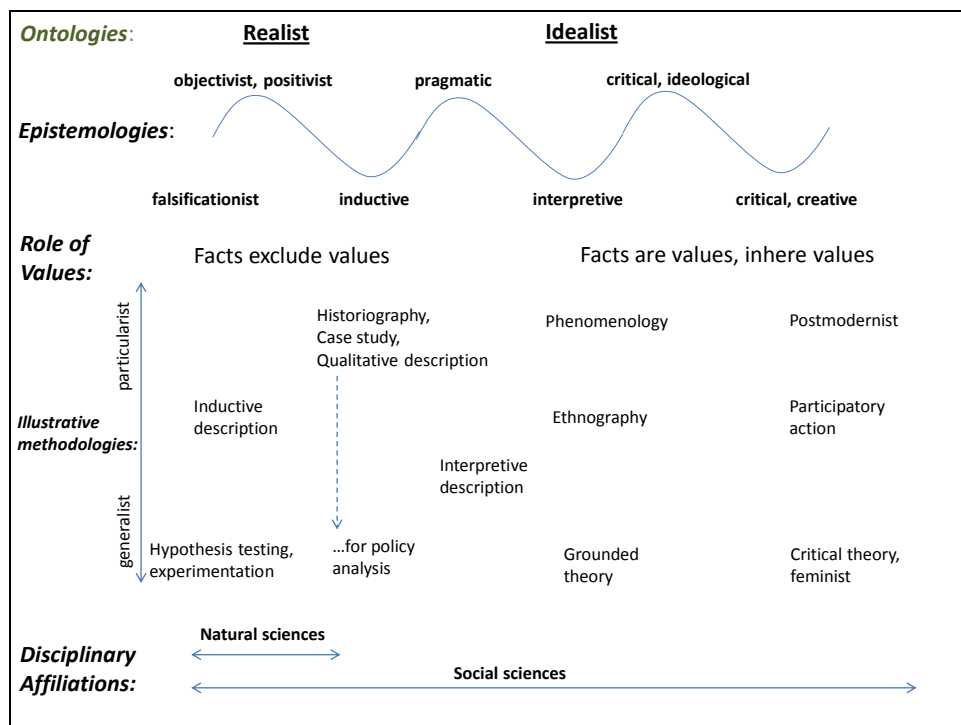 Ontologies: Realist Idealist
objectivist, positivist pragmatic critical, ideological
Epistemologies:
falsificationist inductive interpretive critical, creative
Role of
Values:
Facts exclude values Facts are values, inhere values
particularist
generalist
Illustrative
methodologies:
Historiography,
Case study,
Qualitative description
Phenomenology
Postmodernist
Inductive
description
Ethnography
Participatory
action
Interpretive
description
Hypothesis testing,
experimentation
...for policy
analysis
Grounded
theory
Critical theory,
feminist
Disciplinary
Affiliations:
Natural sciences
Social sciences